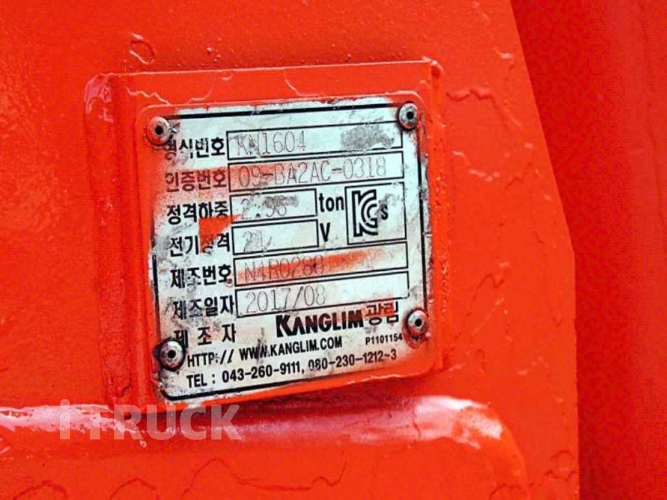 형식번호 KN1604
인증번호 09-BA2AC-0318
정격하중 ton
전기정격 V
제조번호
제조일자 2017/08
제 조 자 KANGLIM 광림
HTTP:// WWW.KANGLIM.COM P1101154
TEL : 043-260-9111, 080-230-1212~3
iTRUCK